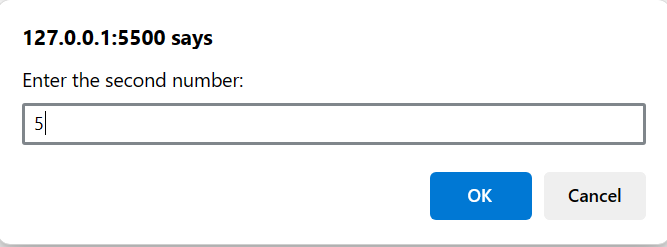 127.0.0.1:5500 says
Enter the second number:
5
OK
Cancel